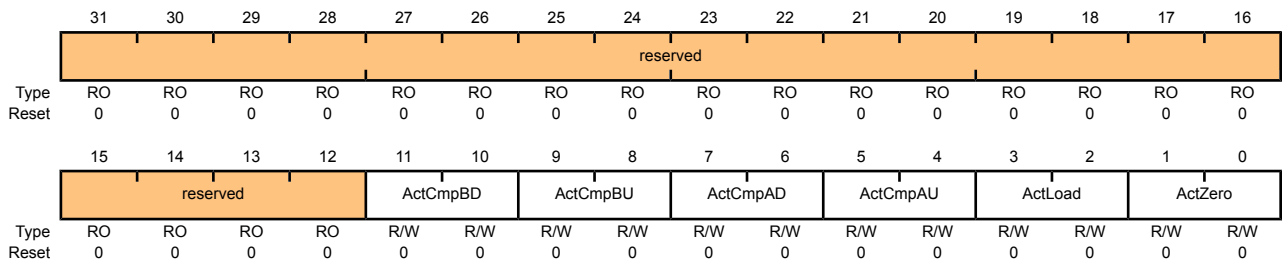 31 30 29 28 27 26 25 24 23 22 21 20 19 18 17 16
reserved
Type RO RO RO RO RO RO RO RO RO RO RO RO RO RO RO RO
Reset 0 0 0 0 0 0 0 0 0 0 0 0 0 0 0 0
15 14 13 12 11 10 9 8 7 6 5 4 3 2 1 0
reserved ActCmpBD ActCmpBU ActCmpAD ActCmpAU ActLoad ActZero
Type RO RO RO RO R/W R/W R/W R/W R/W R/W R/W R/W R/W R/W R/W R/W
Reset 0 0 0 0 0 0 0 0 0 0 0 0 0 0 0 0